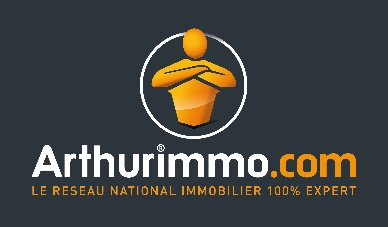 Arthurimmo.com®
LE RESEAU NATIONAL IMMOBILIER 100% EXPERT